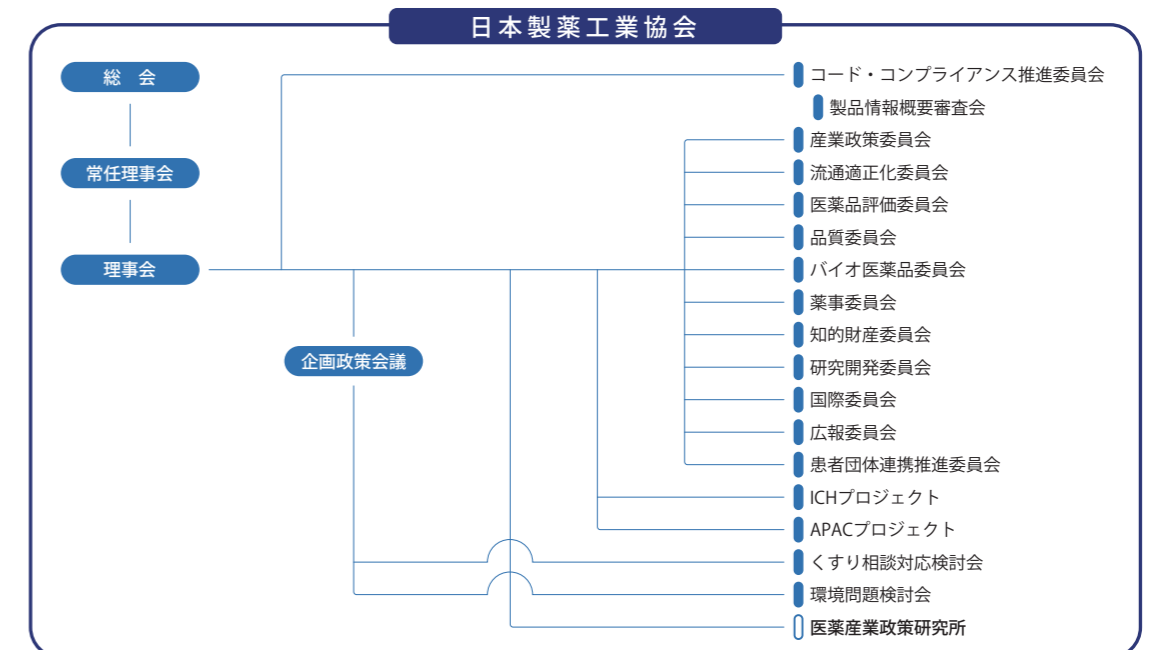 日本製薬工業協会
総　会
常任理事会
理事会
企画政策会議
コード・コンプライアンス推進委員会
製品情報概要審査会
産業政策委員会
流通適正化委員会
医薬品評価委員会
品質委員会
バイオ医薬品委員会
薬事委員会
知的財産委員会
研究開発委員会
国際委員会
広報委員会
患者団体連携推進委員会
ICHプロジェクト
APACプロジェクト
くすり相談対応検討会
環境問題検討会
医薬産業政策研究所